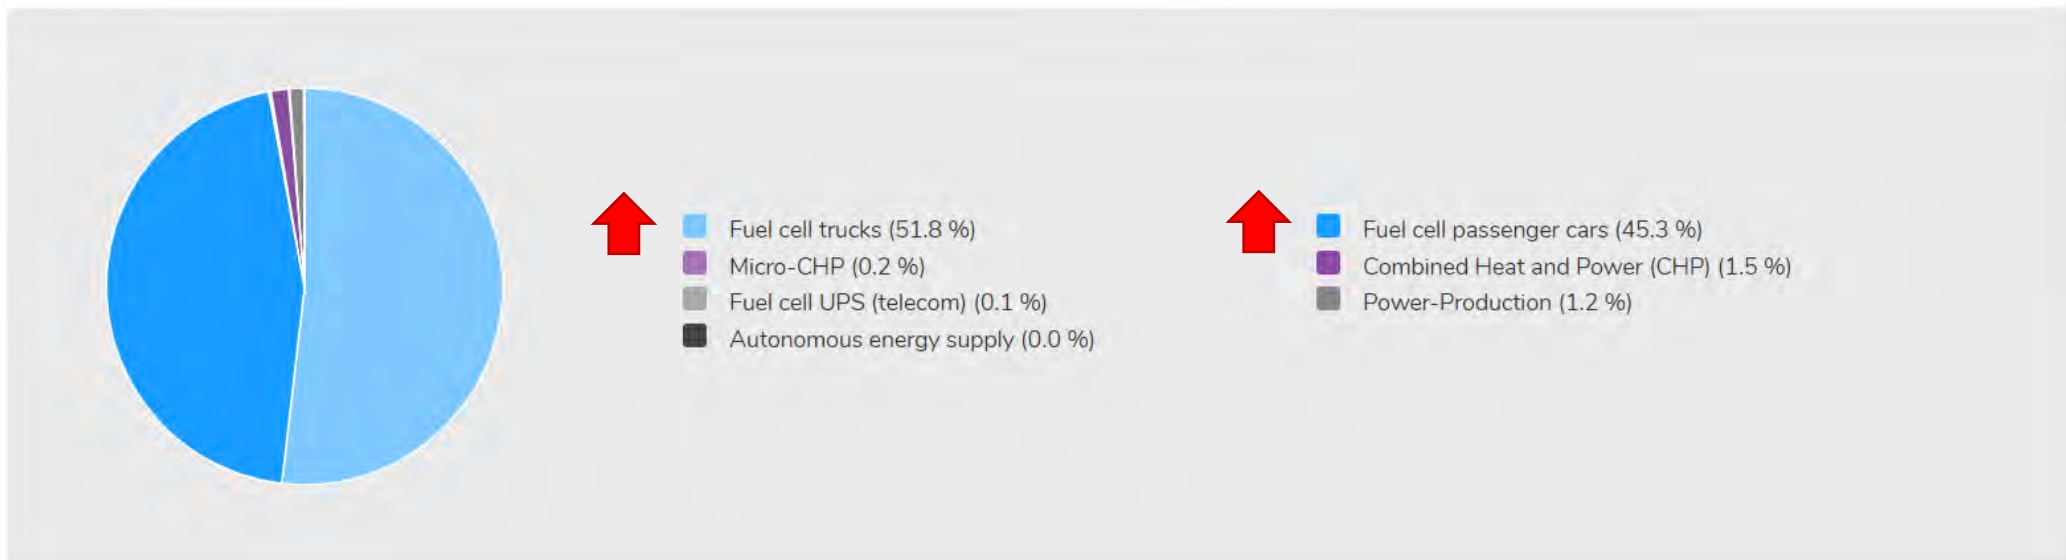 Fuel cell trucks (51.8 %)
Micro-CHP (0.2 %)
Fuel cell UPS (telecom) (0.1 %)
Autonomous energy supply (0.0 %)
Fuel cell passenger cars (45.3 %)
Combined Heat and Power (CHP) (1.5 %)
Power-Production (1.2 %)